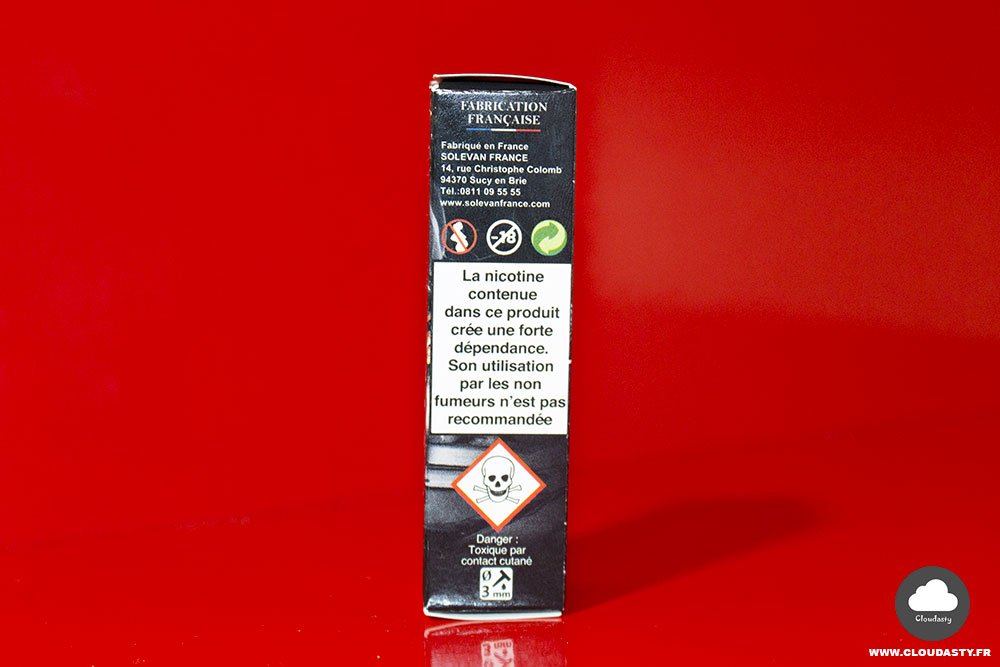 FABRICATION
FRANÇAISE
Fabriqué en France
SOLEVAN FRANCE
14, rue Christophe Colomb
94370 Sucy en Brie
Tél.:0811 09 55 55
www.solevanfrance.com
-18
La nicotine
contenue
dans ce produit
crée une forte
dépendance.
Son utilisation
par les non
fumeurs n'est pas
recommandée
Danger :
Toxique par
contact cutané
Ø
3 mm
Cloudasty
WWW.CLOUDASTY.FR